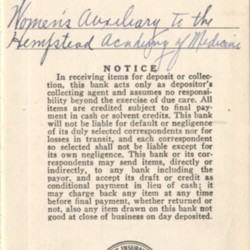 Women's Auxiliary to the
Hempstead Academy of Medicine
NOTICE
In receiving items for deposit or collec-
tion, this bank acts only as depositor's
collecting agent and assumes no responsi-
bility beyond the exercise of due care. All
items are credited subject to final pay-
ment in cash or solvent credits. This bank
will not be liable for default or negligence
of its duly selected correspondents nor for
losses in transit, and each correspondent
so selected shall not be liable except for
its own negligence. This bank or its cor-
respondents may send items, directly or
indirectly, to any bank including the
payor, and accept its draft or credit as
conditional payment in lieu of cash; it
may charge back any item at any time
before final payment, whether returned or
not, also any item drawn on this bank not
good at close of business on day deposited.
INSURAN